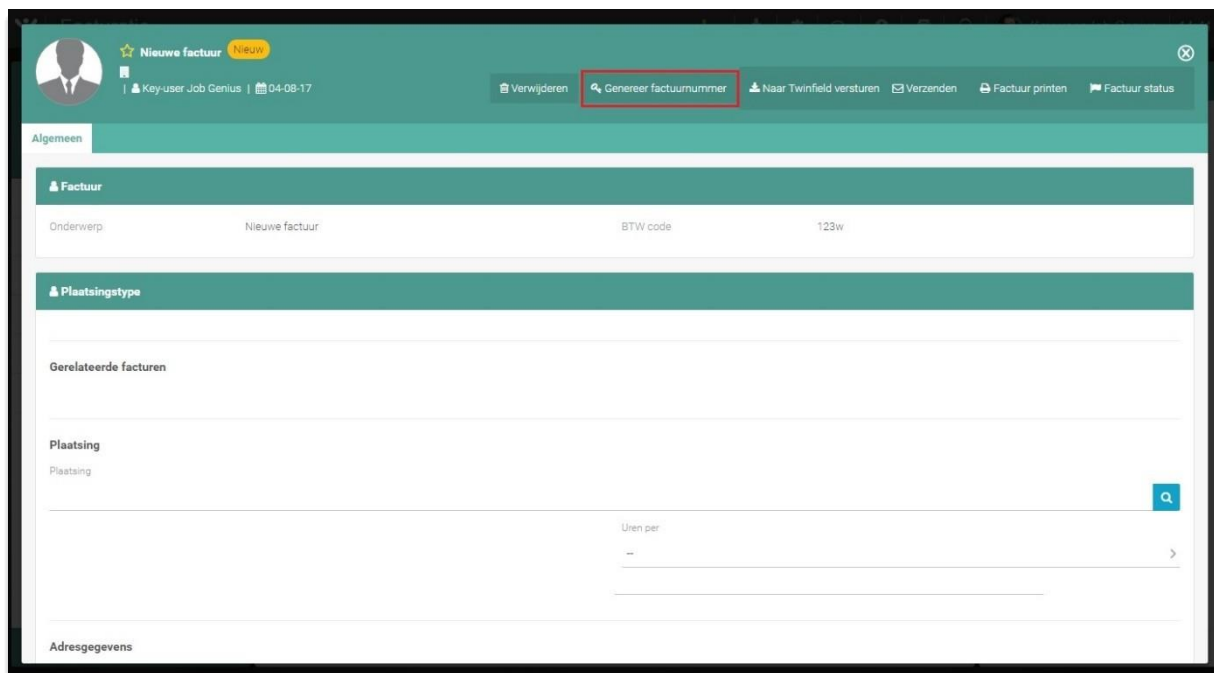 Nieuwe factuur Nieuw
| Key-user Job Genius | 04-08-17
Verwijderen Genereer factuurnummer Naar Twinfield versturen Verzenden Factuur printen Factuur status
Algemeen
Factuur
Onderwerp Nieuwe factuur BTW code 123w
Plaatsingstype
Gerelateerde facturen
Plaatsing
Plaatsing
Uren per
--
Adresgegevens